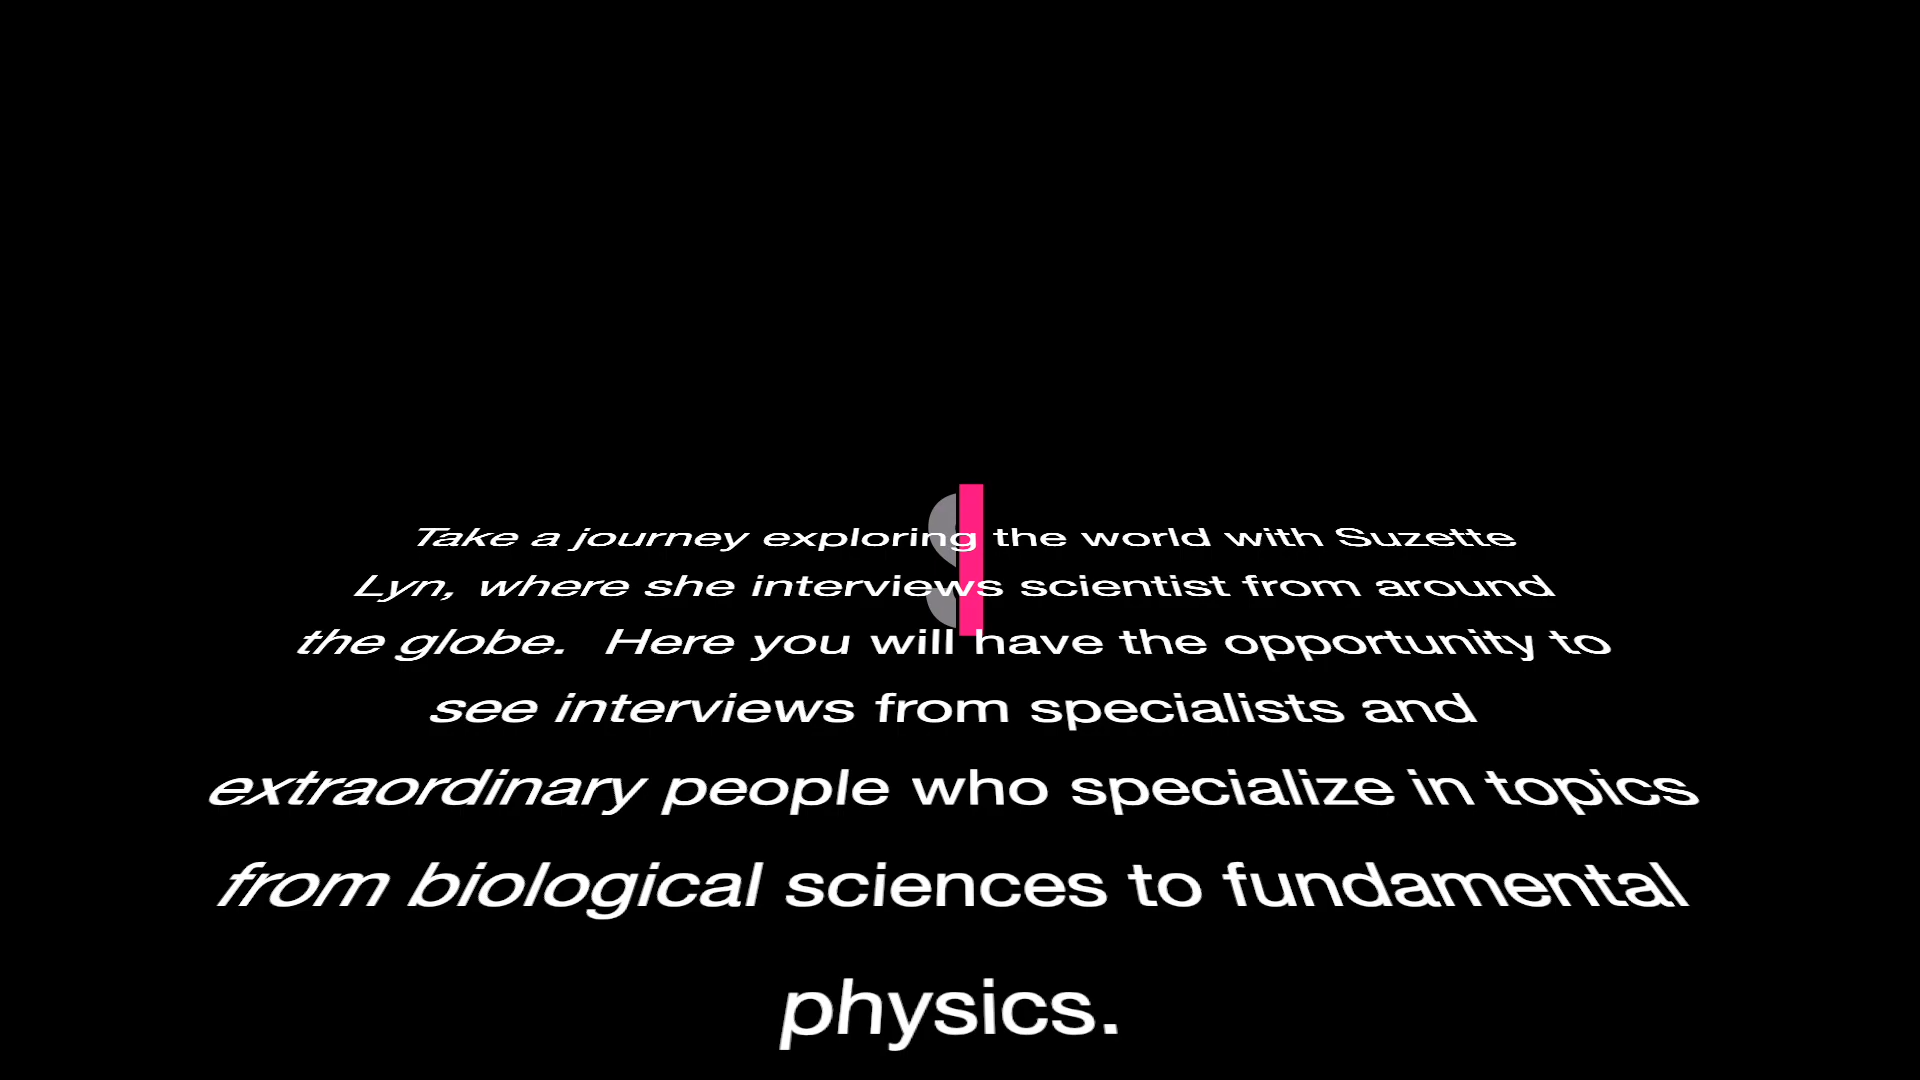 Take a journey exploring the world with Suzette
Lyn, where she interviews scientist from around
the globe.  Here you will have the opportunity to
see interviews from specialists and
extraordinary people who specialize in topics
from biological sciences to fundamental
physics.